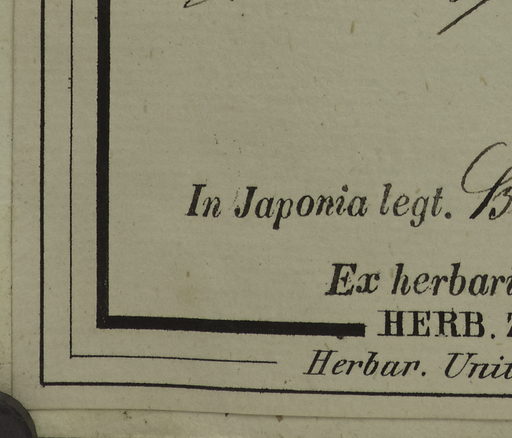 In Japonia legt. B
Ex herbari
HERB.
Herbar. Unit